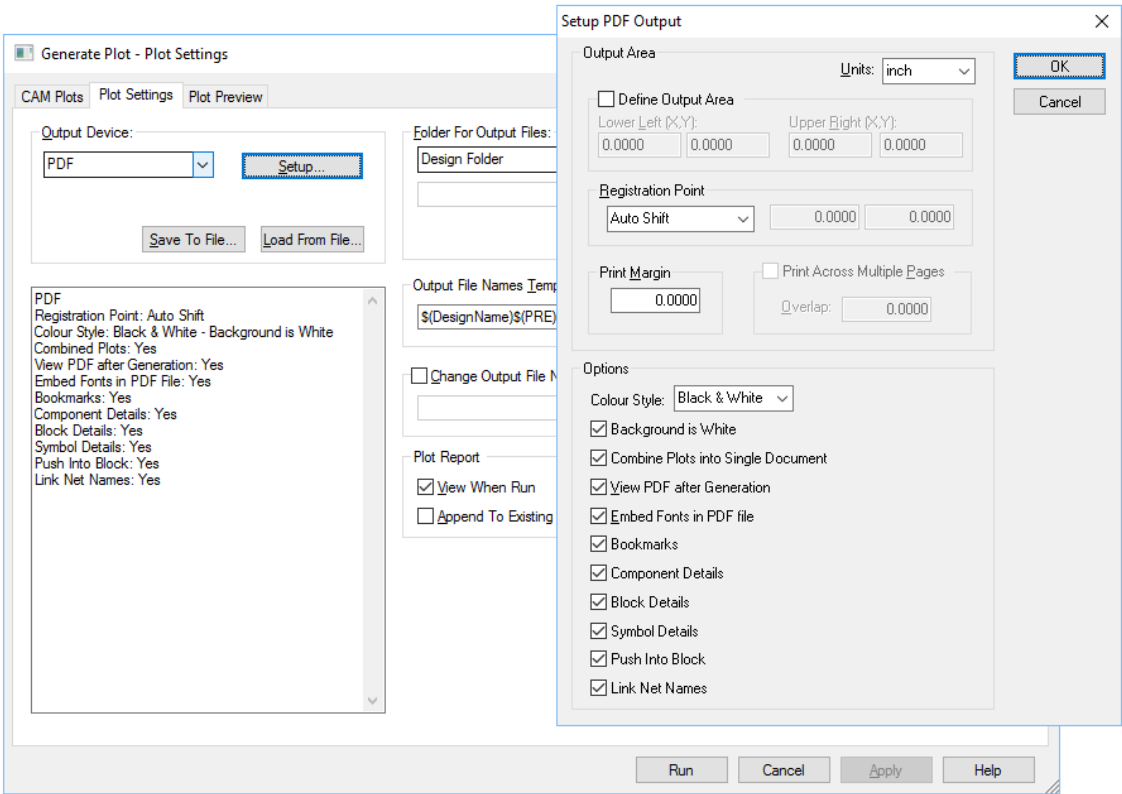 Generate Plot - Plot Settings
CAM Plots
Plot Settings
Plot Preview
Output Device:
PDF
Setup...
Save To File...
Load From File...
PDF
Registration Point: Auto Shift
Colour Style: Black & White - Background is White
Combined Plots: Yes
View PDF after Generation: Yes
Embed Fonts in PDF File: Yes
Bookmarks: Yes
Component Details: Yes
Block Details: Yes
Symbol Details: Yes
Push Into Block: Yes
Link Net Names: Yes
Folder For Output Files:
Design Folder
Output File Names Temp
$(DesignName)$(PRE)
Change Output File N
Plot Report
View When Run
Append To Existing
Run
Cancel
Apply
Help
Setup PDF Output
Output Area
Units: inch
Define Output Area
Lower Left (X,Y):
Upper Right (X,Y):
0.0000 0.0000 0.0000 0.0000
Registration Point
Auto Shift 0.0000 0.0000
Print Margin
0.0000
Print Across Multiple Pages
Overlap: 0.0000
Options
Colour Style: Black & White
Background is White
Combine Plots into Single Document
View PDF after Generation
Embed Fonts in PDF file
Bookmarks
Component Details
Block Details
Symbol Details
Push Into Block
Link Net Names
OK
Cancel